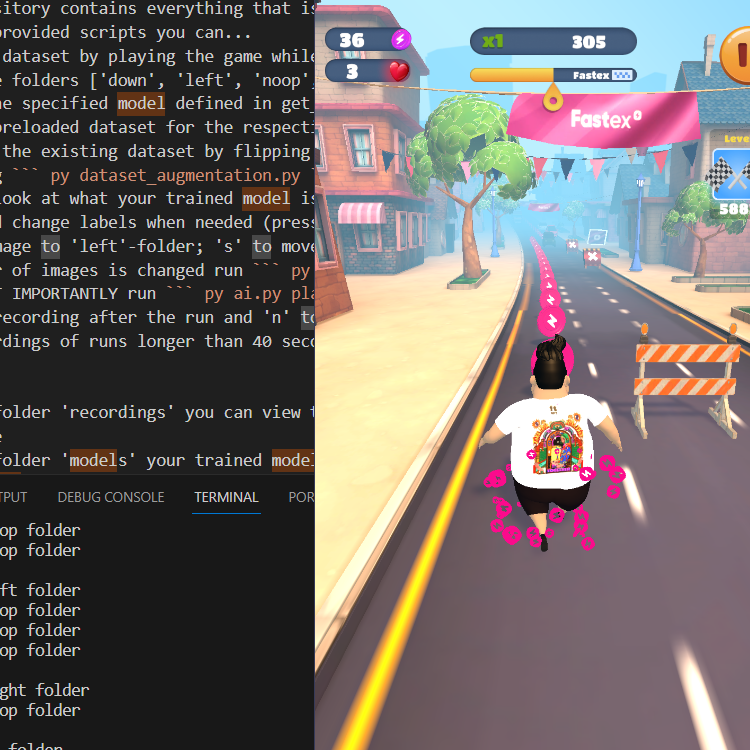 sitory contains everything that is
provided scripts you can...
dataset by playing the game while
e folders ['down', 'left', 'noop'
he specified model defined in get_
preloaded dataset for the respecti
the existing dataset by flipping
g ``` py dataset_augmentation.py
look at what your trained model is
d change labels when needed (press
mage to 'left'-folder; 's' to move
r of images is changed run ``` py
T IMPORTANTLY run ``` py ai.py pla
recording after the run and 'n' to
rdings of runs longer than 40 seco
folder 'recordings' you can view t
e
folder 'models' your trained model
TPUT DEBUG CONSOLE TERMINAL POR
op folder
op folder
ft folder
op folder
op folder
op folder
ght folder
op folder
folder
36
x1 305
3
Fastex
Fastex
Leve
588